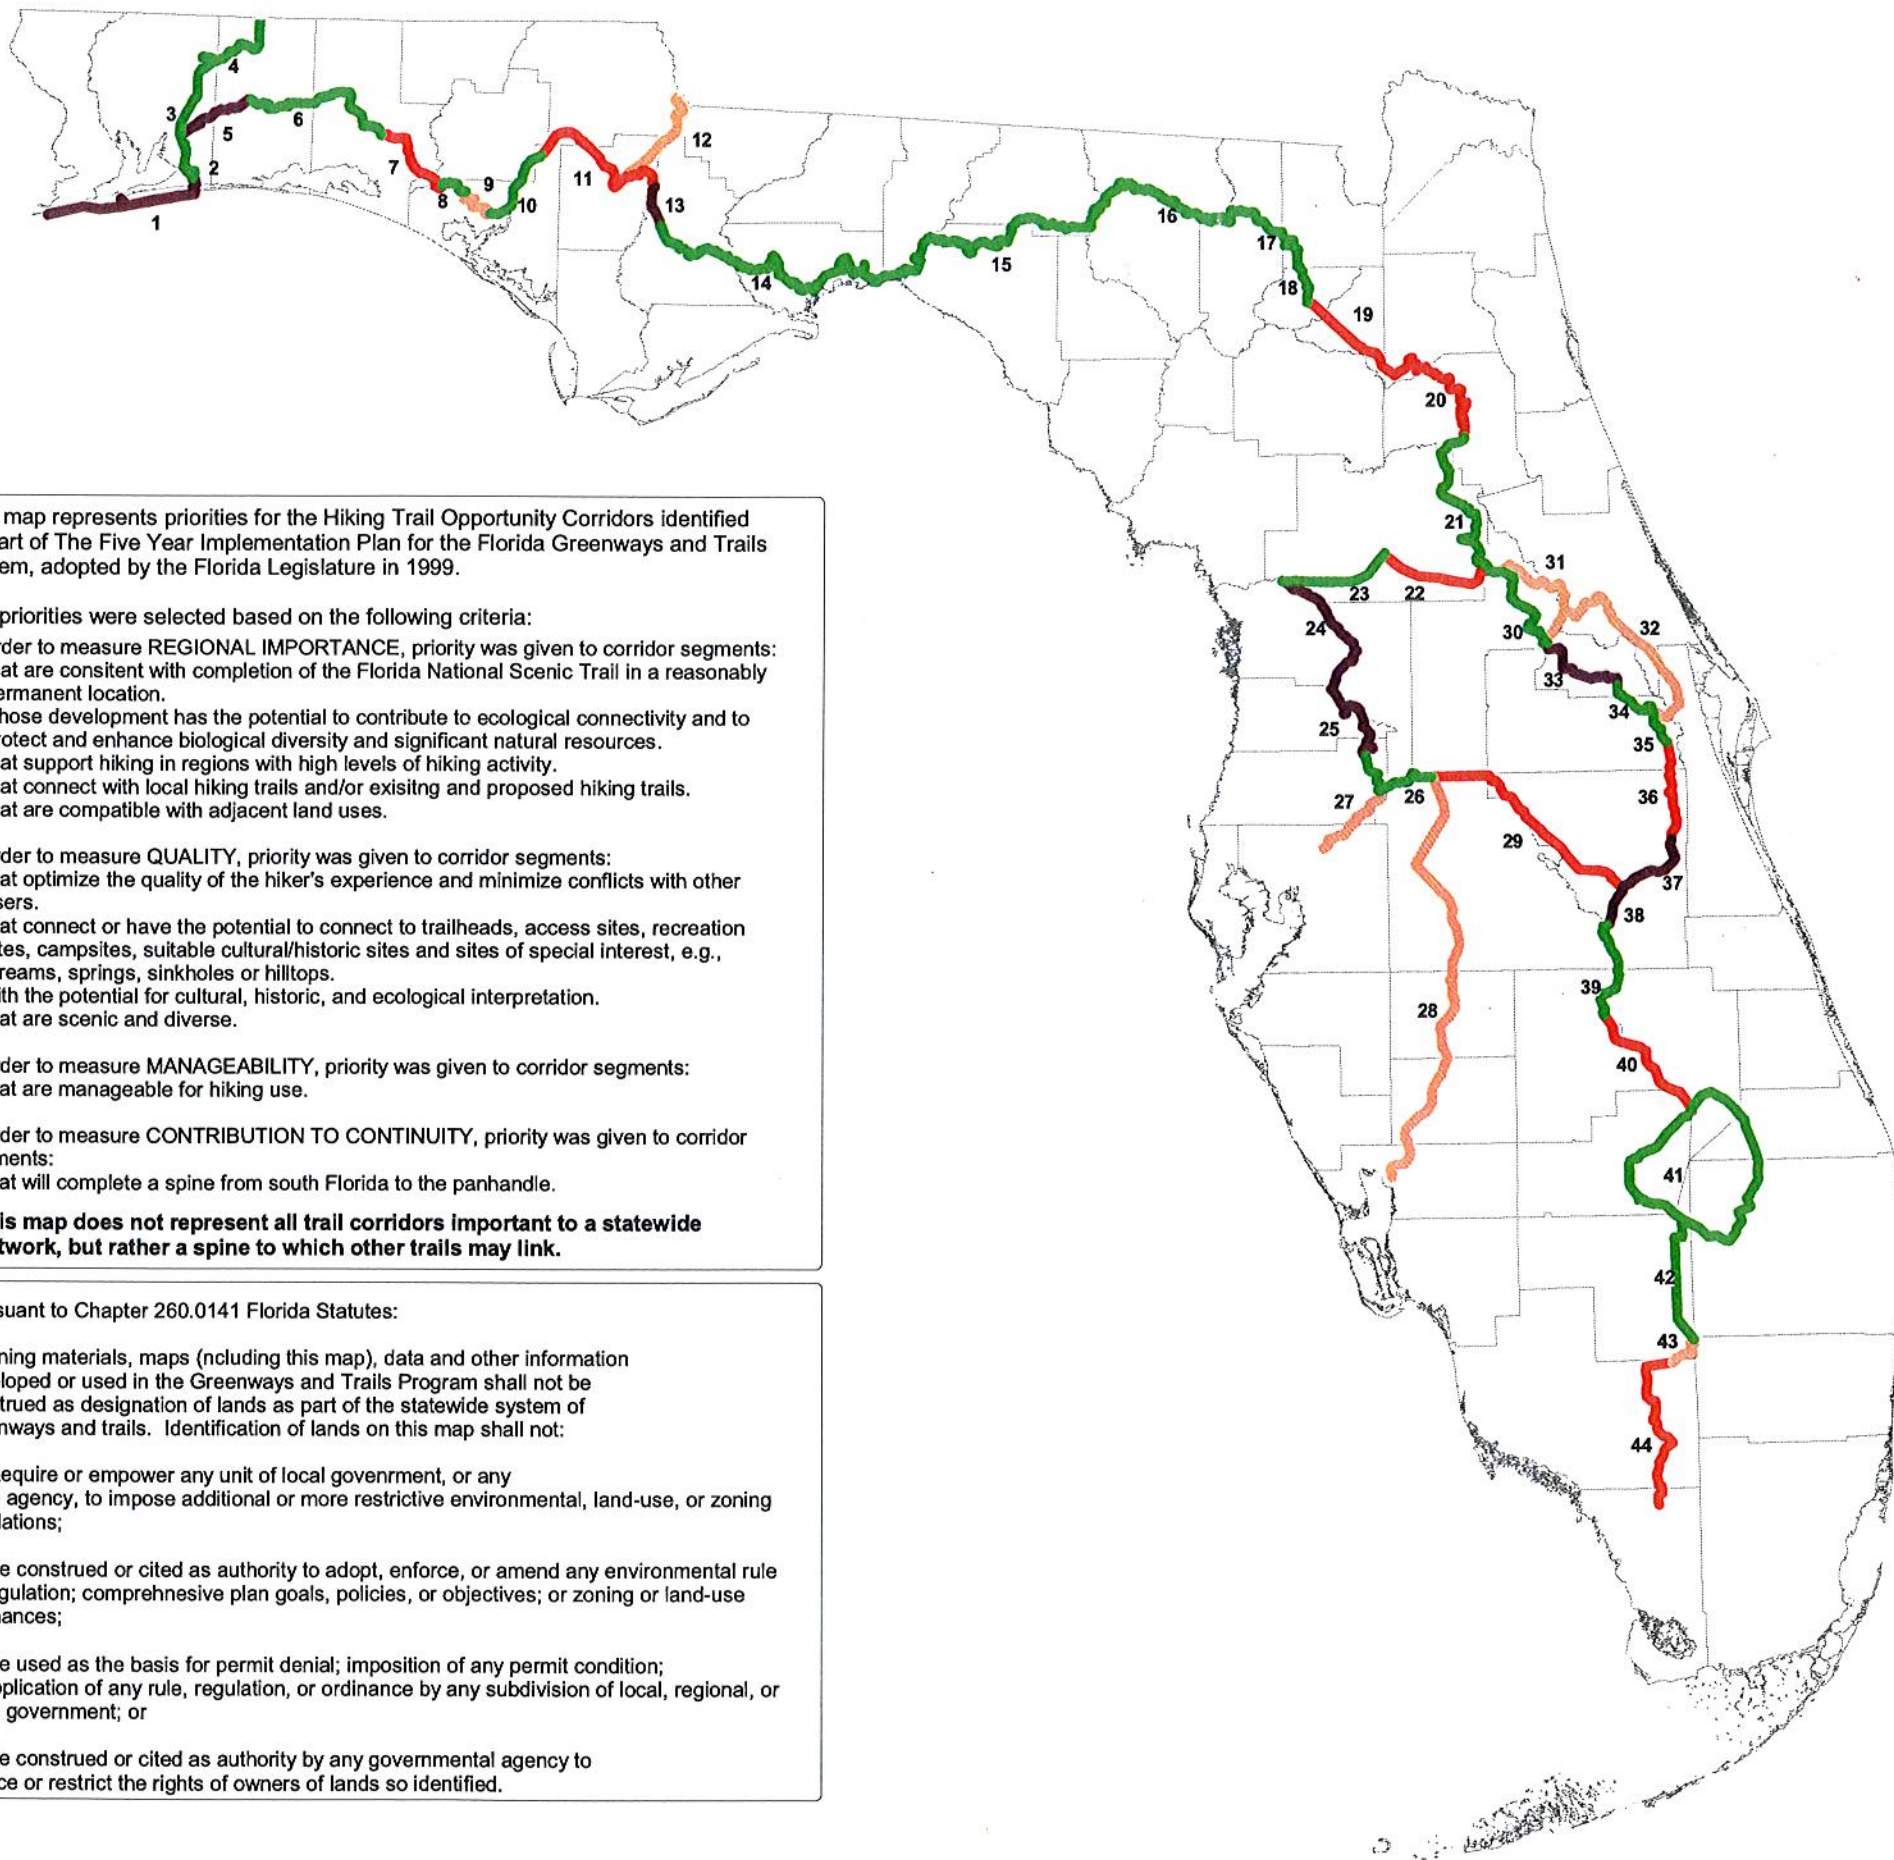 map represents priorities for the Hiking Trail Opportunity Corridors identified
art of The Five Year Implementation Plan for the Florida Greenways and Trails
em, adopted by the Florida Legislature in 1999.
priorities were selected based on the following criteria:
der to measure REGIONAL IMPORTANCE, priority was given to corridor segments:
at are consitent with completion of the Florida National Scenic Trail in a reasonably
ermanent location.
hose development has the potential to contribute to ecological connectivity and to
otect and enhance biological diversity and significant natural resources.
at support hiking in regions with high levels of hiking activity.
at connect with local hiking trails and/or exisitng and proposed hiking trails.
at are compatible with adjacent land uses.
der to measure QUALITY, priority was given to corridor segments:
at optimize the quality of the hiker's experience and minimize conflicts with other
sers.
at connect or have the potential to connect to trailheads, access sites, recreation
tes, campsites, suitable cultural/historic sites and sites of special interest, e.g.,
reams, springs, sinkholes or hilltops.
ith the potential for cultural, historic, and ecological interpretation.
at are scenic and diverse.
der to measure MANAGEABILITY, priority was given to corridor segments:
at are manageable for hiking use.
der to measure CONTRIBUTION TO CONTINUITY, priority was given to corridor
nents:
at will complete a spine from south Florida to the panhandle.
is map does not represent all trail corridors important to a statewide
twork, but rather a spine to which other trails may link.
suant to Chapter 260.0141 Florida Statutes:
ning materials, maps (ncluding this map), data and other information
loped or used in the Greenways and Trails Program shall not be
trued as designation of lands as part of the statewide system of
nways and trails. Identification of lands on this map shall not:
equire or empower any unit of local govenrment, or any
agency, to impose additional or more restrictive environmental, land-use, or zoning
lations;
e construed or cited as authority to adopt, enforce, or amend any environmental rule
gulation; comprehnesive plan goals, policies, or objectives; or zoning or land-use
ances;
e used as the basis for permit denial; imposition of any permit condition;
plication of any rule, regulation, or ordinance by any subdivision of local, regional, or
government; or
e construed or cited as authority by any governmental agency to
ce or restrict the rights of owners of lands so identified.
1
2
3
4
5
6
7
8
9
10
11
12
13
14
15
16
17
18
19
20
21
22
23
24
25
26
27
28
29
30
31
32
33
34
35
36
37
38
39
40
41
42
43
44